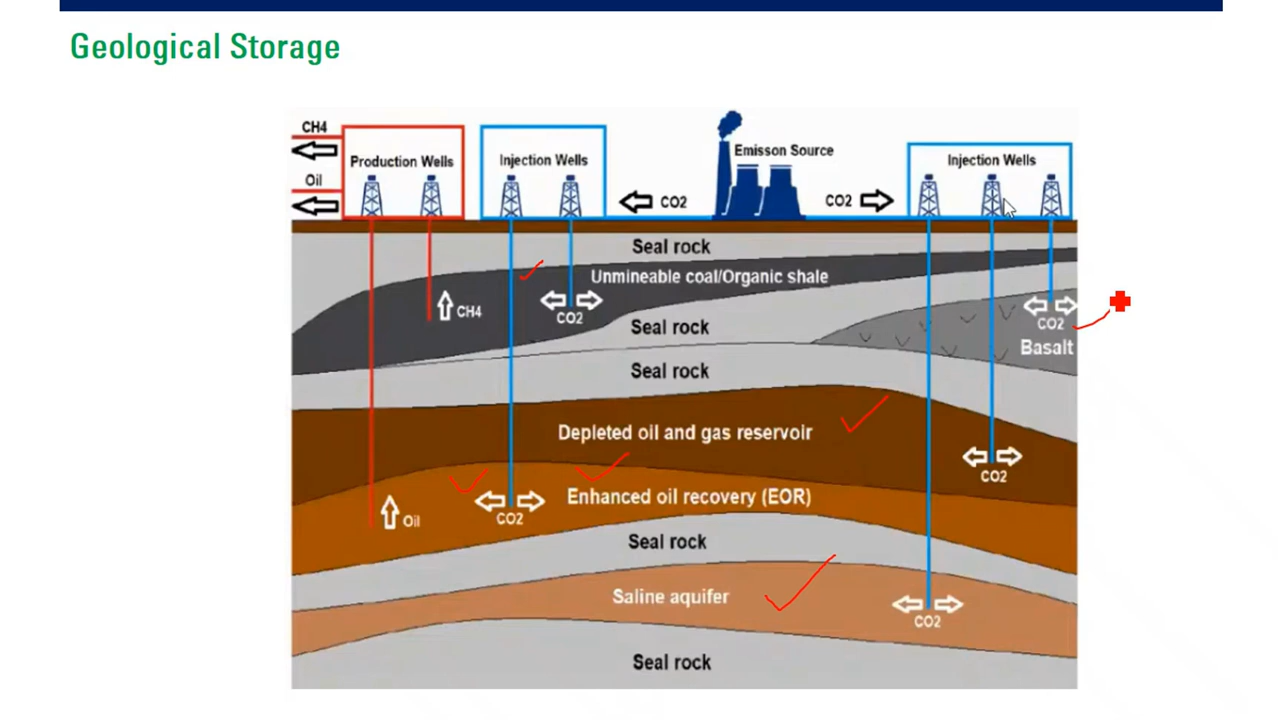 Geological Storage
CH4
Oil
Production Wells
Injection Wells
CO2
Emisson Source
CO2
Injection Wells
Seal rock
Unmineable coal/Organic shale
CH4
CO2
Seal rock
CO2
Basalt
Seal rock
Depleted oil and gas reservoir
CO2
Enhanced oil recovery (EOR)
Oil
CO2
Seal rock
Saline aquifer
CO2
Seal rock